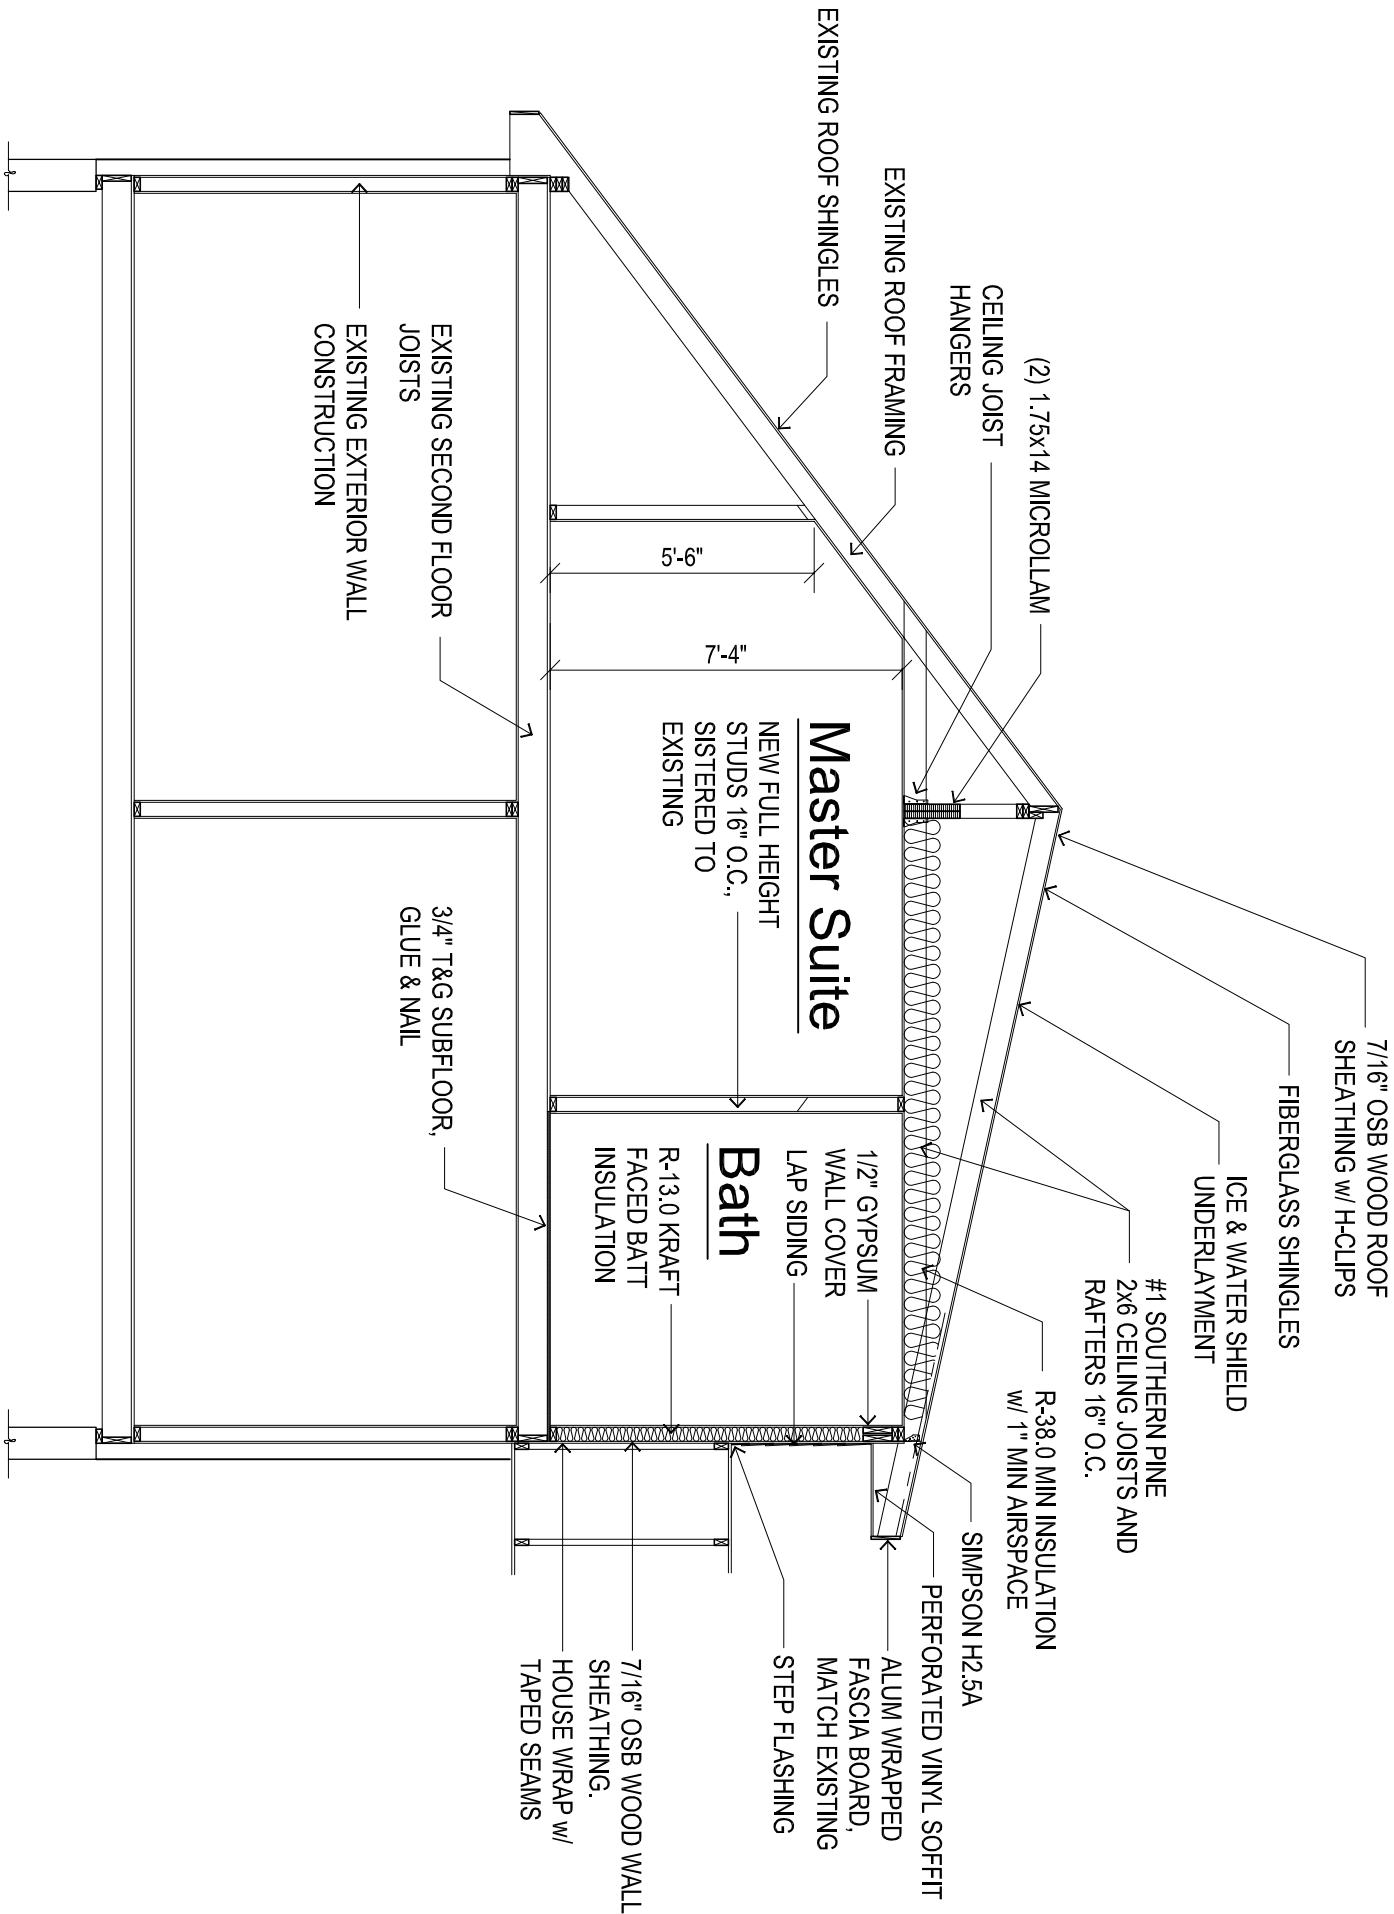 7/16" OSB WOOD ROOF
SHEATHING w/ H-CLIPS
FIBERGLASS SHINGLES
ICE & WATER SHIELD
UNDERLAYMENT
#1 SOUTHERN PINE
2x6 CEILING JOISTS AND
RAFTERS 16" O.C.
R-38.0 MIN INSULATION
w/ 1" MIN AIRSPACE
SIMPSON H2.5A
PERFORATED VINYL SOFFIT
ALUM WRAPPED
FASCIA BOARD,
MATCH EXISTING
STEP FLASHING
7/16" OSB WOOD WALL
SHEATHING.
HOUSE WRAP w/
TAPED SEAMS
(2) 1.75x14 MICROLLAM
CEILING JOIST
HANGERS
EXISTING ROOF FRAMING
EXISTING ROOF SHINGLES
5'-6"
7'-4"
Master Suite
NEW FULL HEIGHT
STUDS 16" O.C.,
SISTERED TO
EXISTING
1/2" GYPSUM
WALL COVER
LAP SIDING
Bath
R-13.0 KRAFT
FACED BATT
INSULATION
EXISTING SECOND FLOOR
JOISTS
EXISTING EXTERIOR WALL
CONSTRUCTION
3/4" T&G SUBFLOOR,
GLUE & NAIL